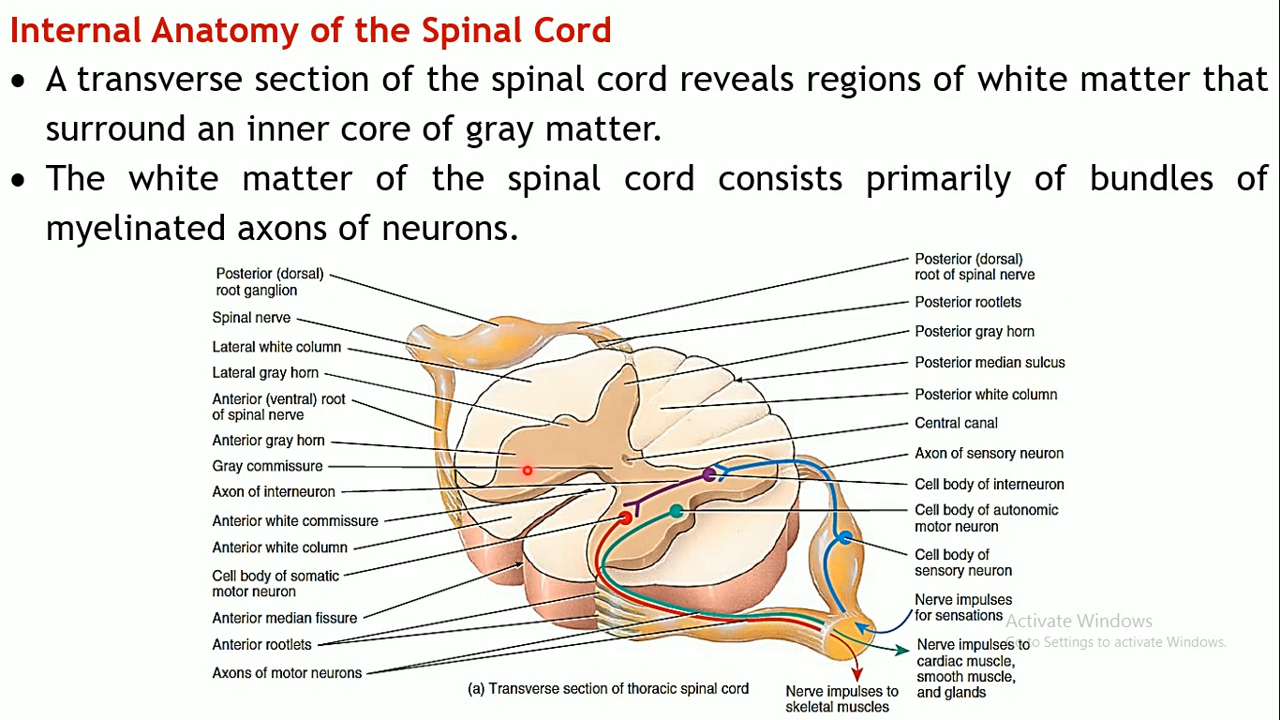 Internal Anatomy of the Spinal Cord
• A transverse section of the spinal cord reveals regions of white matter that
surround an inner core of gray matter.
• The white matter of the spinal cord consists primarily of bundles of
myelinated axons of neurons.
Posterior (dorsal)
root ganglion
Spinal nerve
Lateral white column
Lateral gray horn
Anterior (ventral) root
of spinal nerve
Anterior gray horn
Gray commissure
Axon of interneuron
Anterior white commissure
Anterior white column
Cell body of somatic
motor neuron
Anterior median fissure
Anterior rootlets
Axons of motor neurons
Posterior (dorsal)
root of spinal nerve
Posterior rootlets
Posterior gray horn
Posterior median sulcus
Posterior white column
Central canal
Axon of sensory neuron
Cell body of interneuron
Cell body of autonomic
motor neuron
Cell body of
sensory neuron
Nerve impulses
for sensations
Nerve impulses to
cardiac muscle,
smooth muscle,
and glands
Nerve impulses to
skeletal muscles
(a) Transverse section of thoracic spinal cord
Activate Windows
Go to Settings to activate Windows.